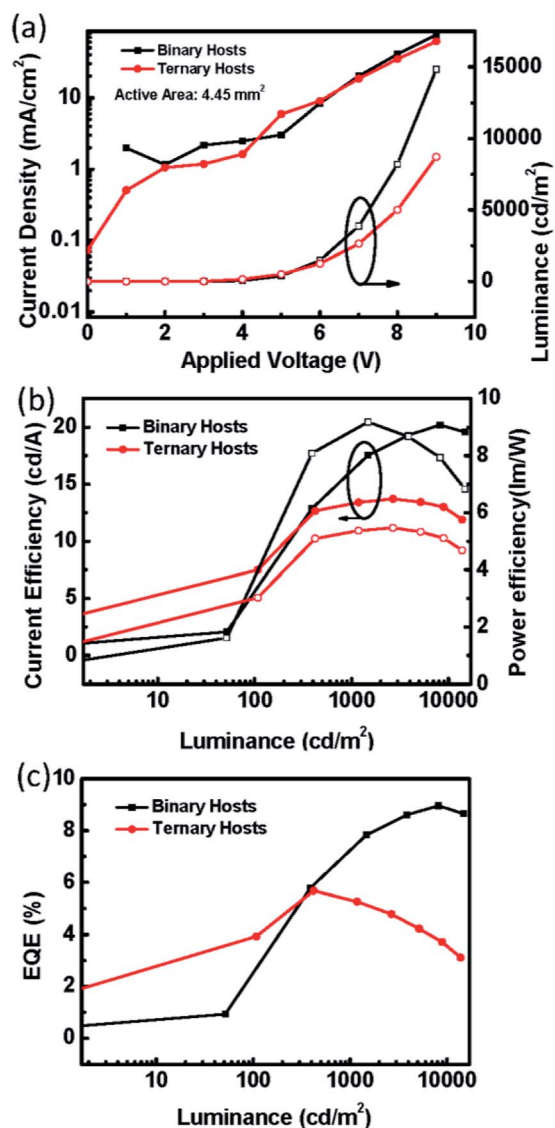 (a)
Binary Hosts
Ternary Hosts
Active Area: 4.45 mm²
Current Density (mA/cm²)
10
1
0.1
0.01
Luminance (cd/m²)
15000
10000
5000
0
0 2 4 6 8 10
Applied Voltage (V)
(b)
Binary Hosts
Ternary Hosts
Current Efficiency (cd/A)
20
15
10
5
0
Power efficiency(lm/W)
10
8
6
4
2
0
10 100 1000 10000
Luminance (cd/m²)
(c)
Binary Hosts
Ternary Hosts
EQE (%)
10
8
6
4
2
0
10 100 1000 10000
Luminance (cd/m²)